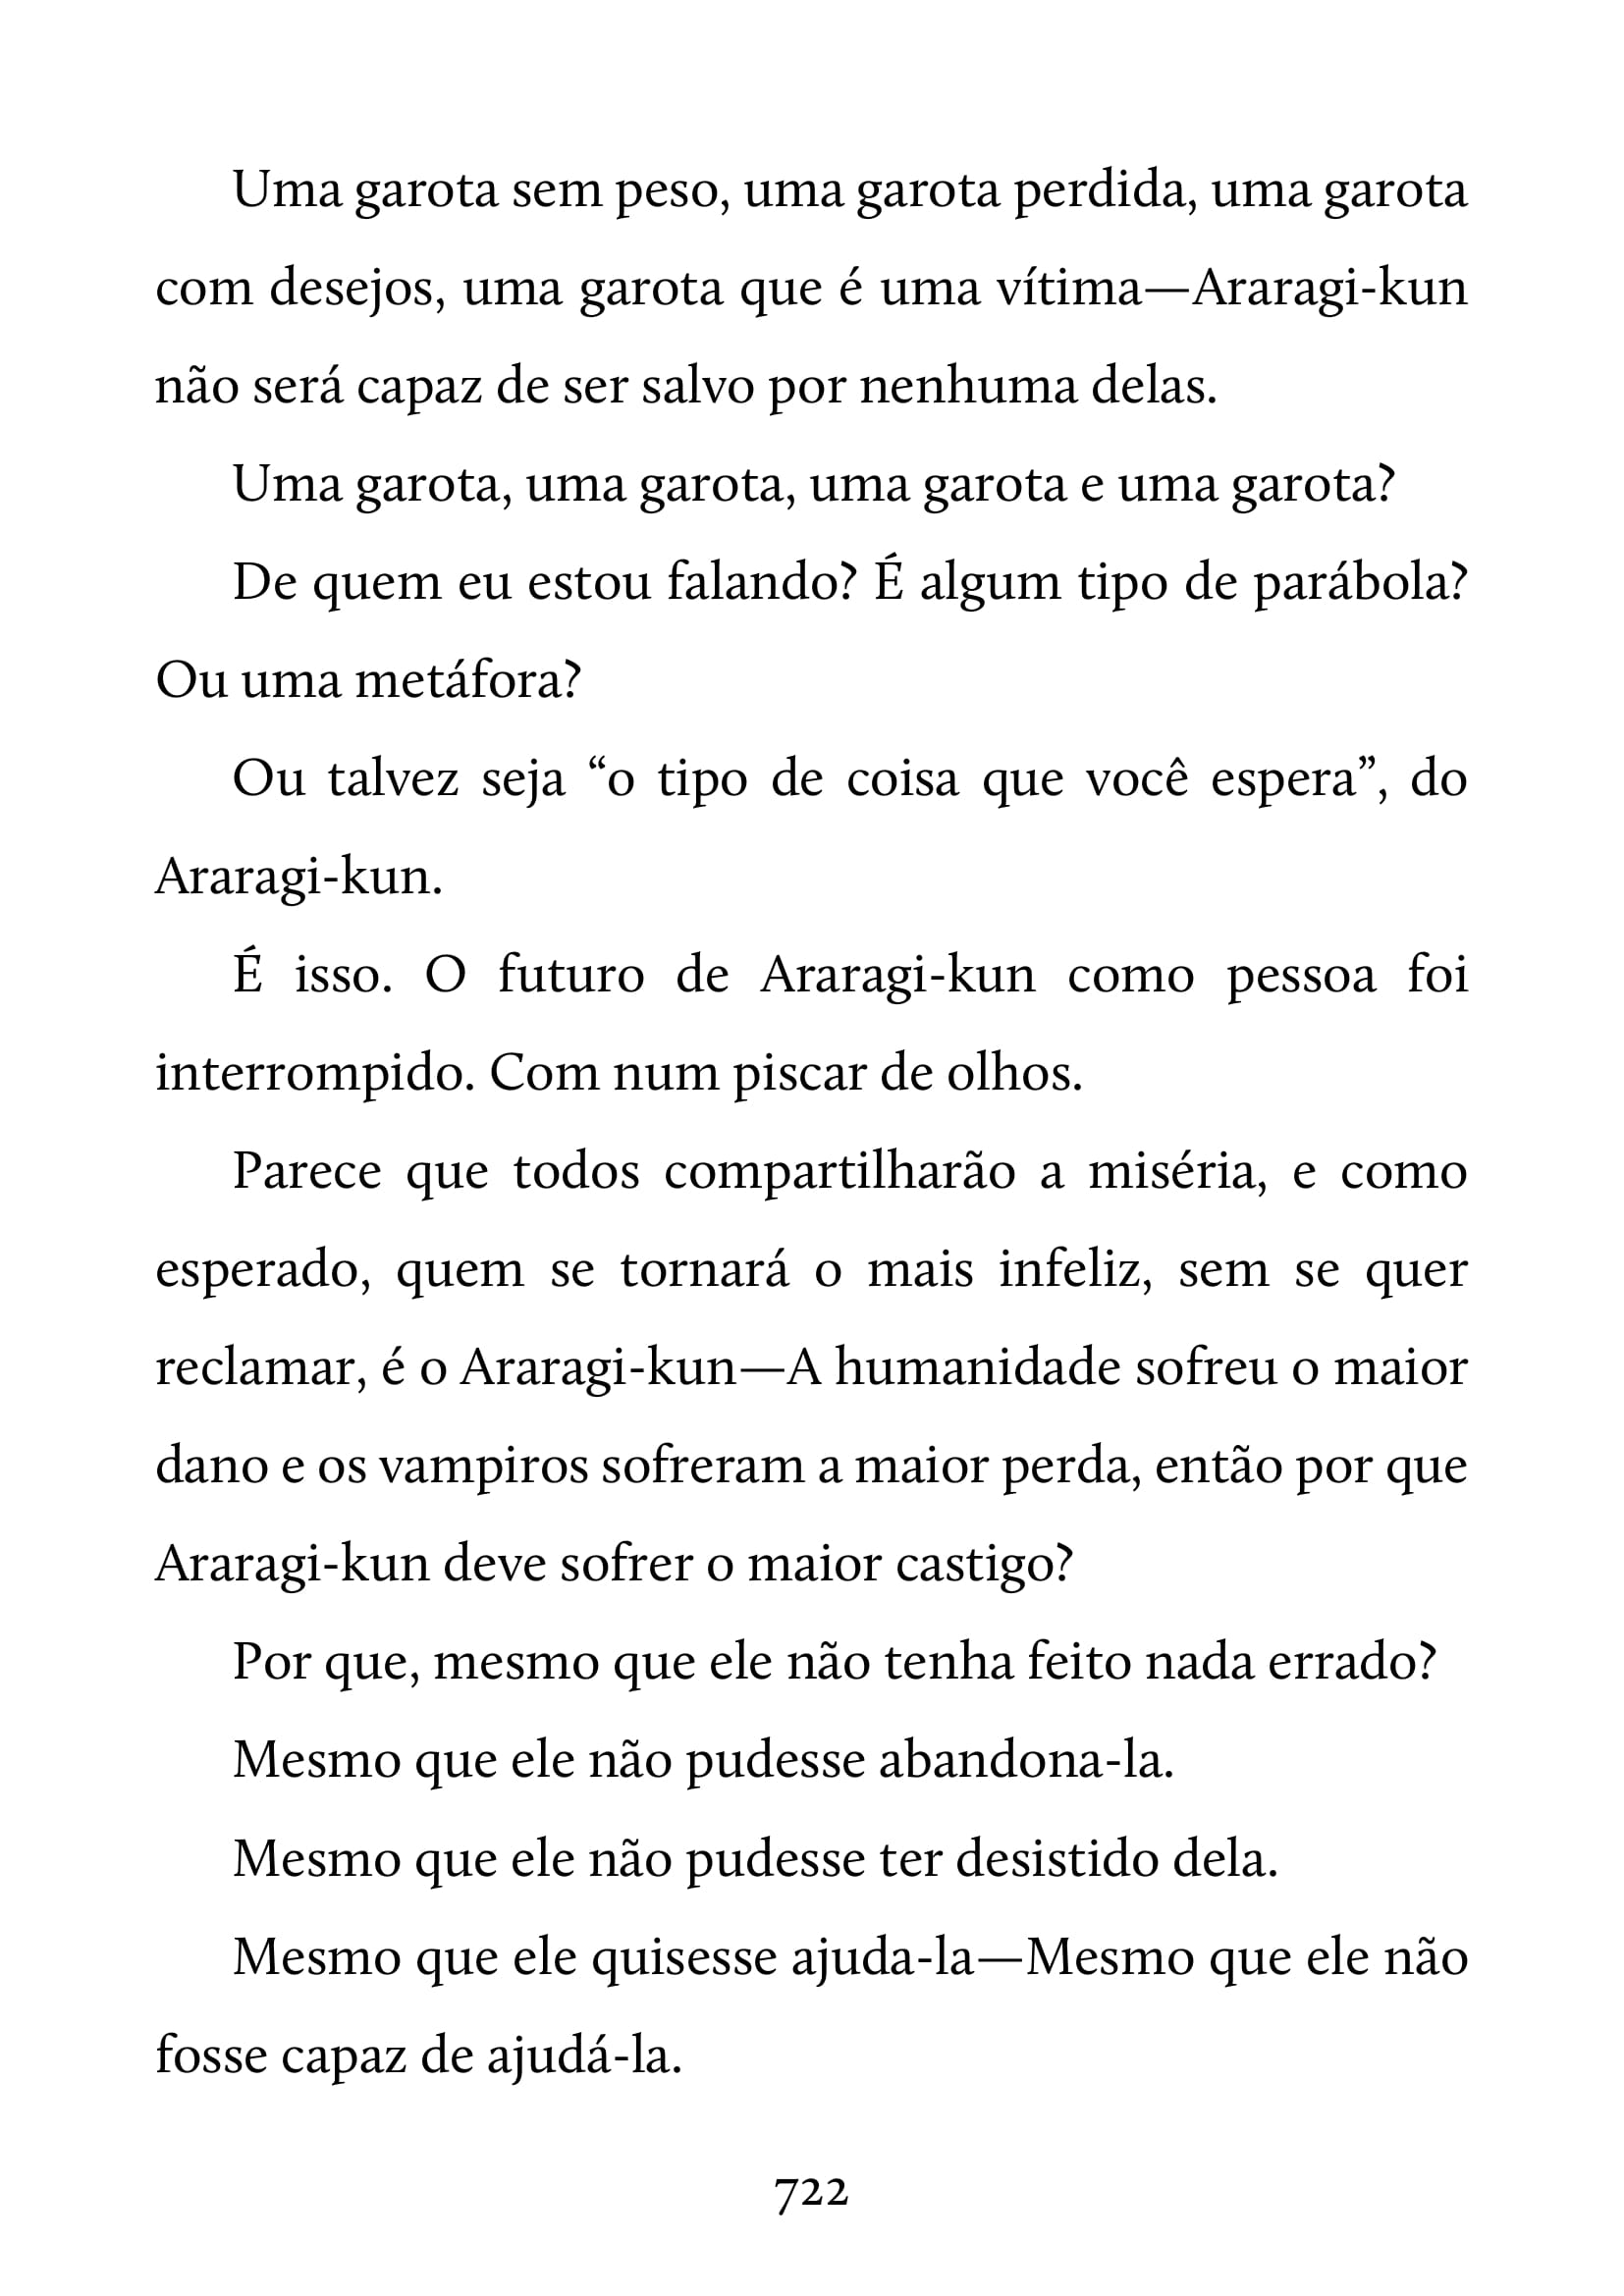 Uma garota sem peso, uma garota perdida, uma garota
com desejos, uma garota que é uma vítima—Araragi-kun
não será capaz de ser salvo por nenhuma delas.
Uma garota, uma garota, uma garota e uma garota?
De quem eu estou falando? É algum tipo de parábola?
Ou uma metáfora?
Ou talvez seja “o tipo de coisa que você espera”, do
Araragi-kun.
É isso. O futuro de Araragi-kun como pessoa foi
interrompido. Com num piscar de olhos.
Parece que todos compartilharão a miséria, e como
esperado, quem se tornará o mais infeliz, sem se quer
reclamar, é o Araragi-kun—A humanidade sofreu o maior
dano e os vampiros sofreram a maior perda, então por que
Araragi-kun deve sofrer o maior castigo?
Por que, mesmo que ele não tenha feito nada errado?
Mesmo que ele não pudesse abandona-la.
Mesmo que ele não pudesse ter desistido dela.
Mesmo que ele quisesse ajuda-la—Mesmo que ele não
fosse capaz de ajudá-la.
722